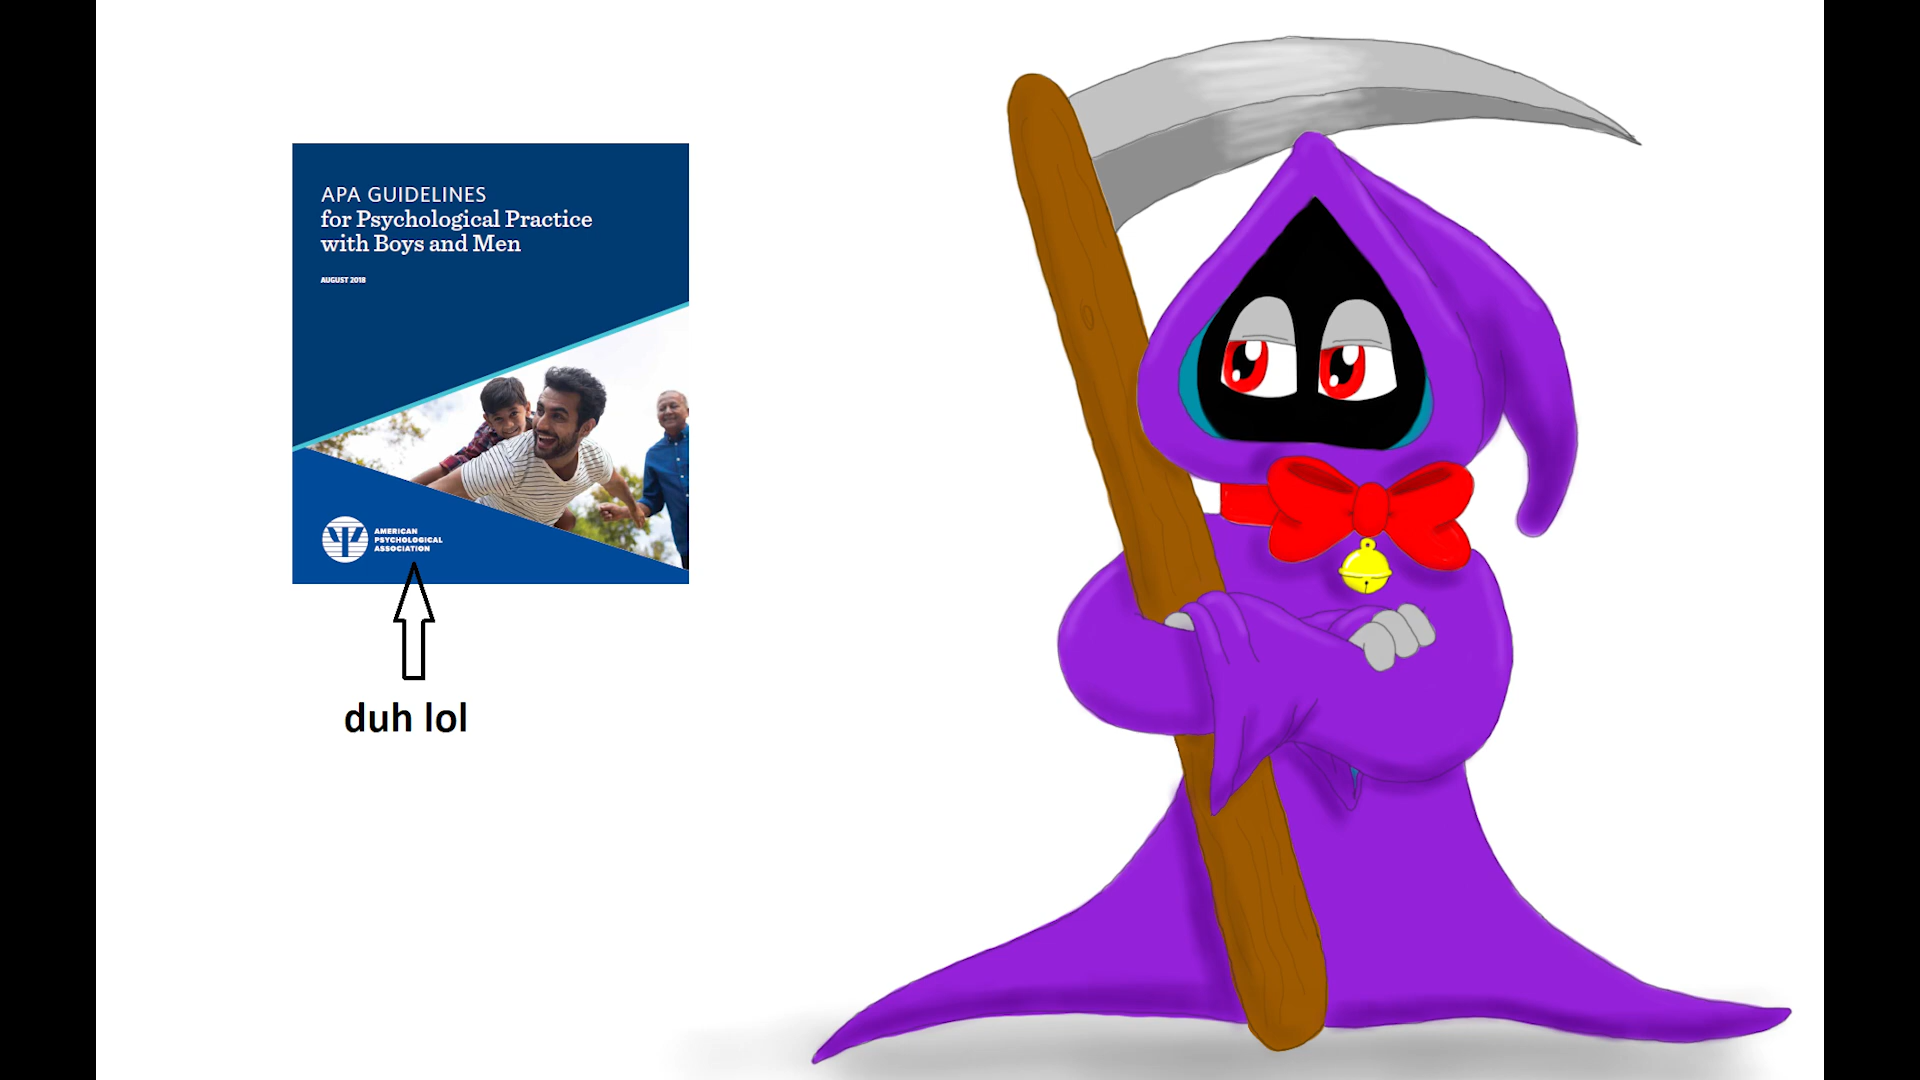 APA GUIDELINES
for Psychological Practice
with Boys and Men
AUGUST 2018
AMERICAN
PSYCHOLOGICAL
ASSOCIATION
duh lol